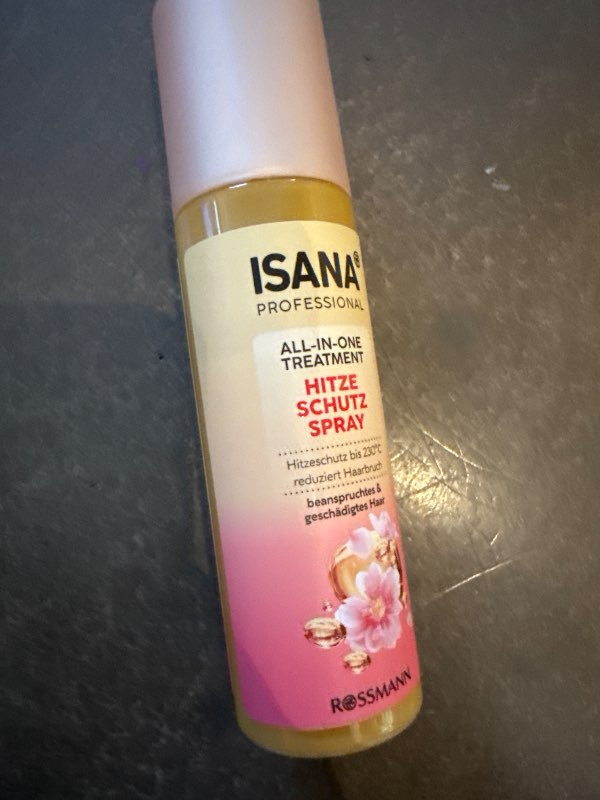 ISANA®
PROFESSIONAL
ALL-IN-ONE
TREATMENT
HITZE
SCHUTZ
SPRAY
Hitzeschutz bis 230°C
reduziert Haarbruch
beanspruchtes &
geschädigtes Haar
ROSSMANN